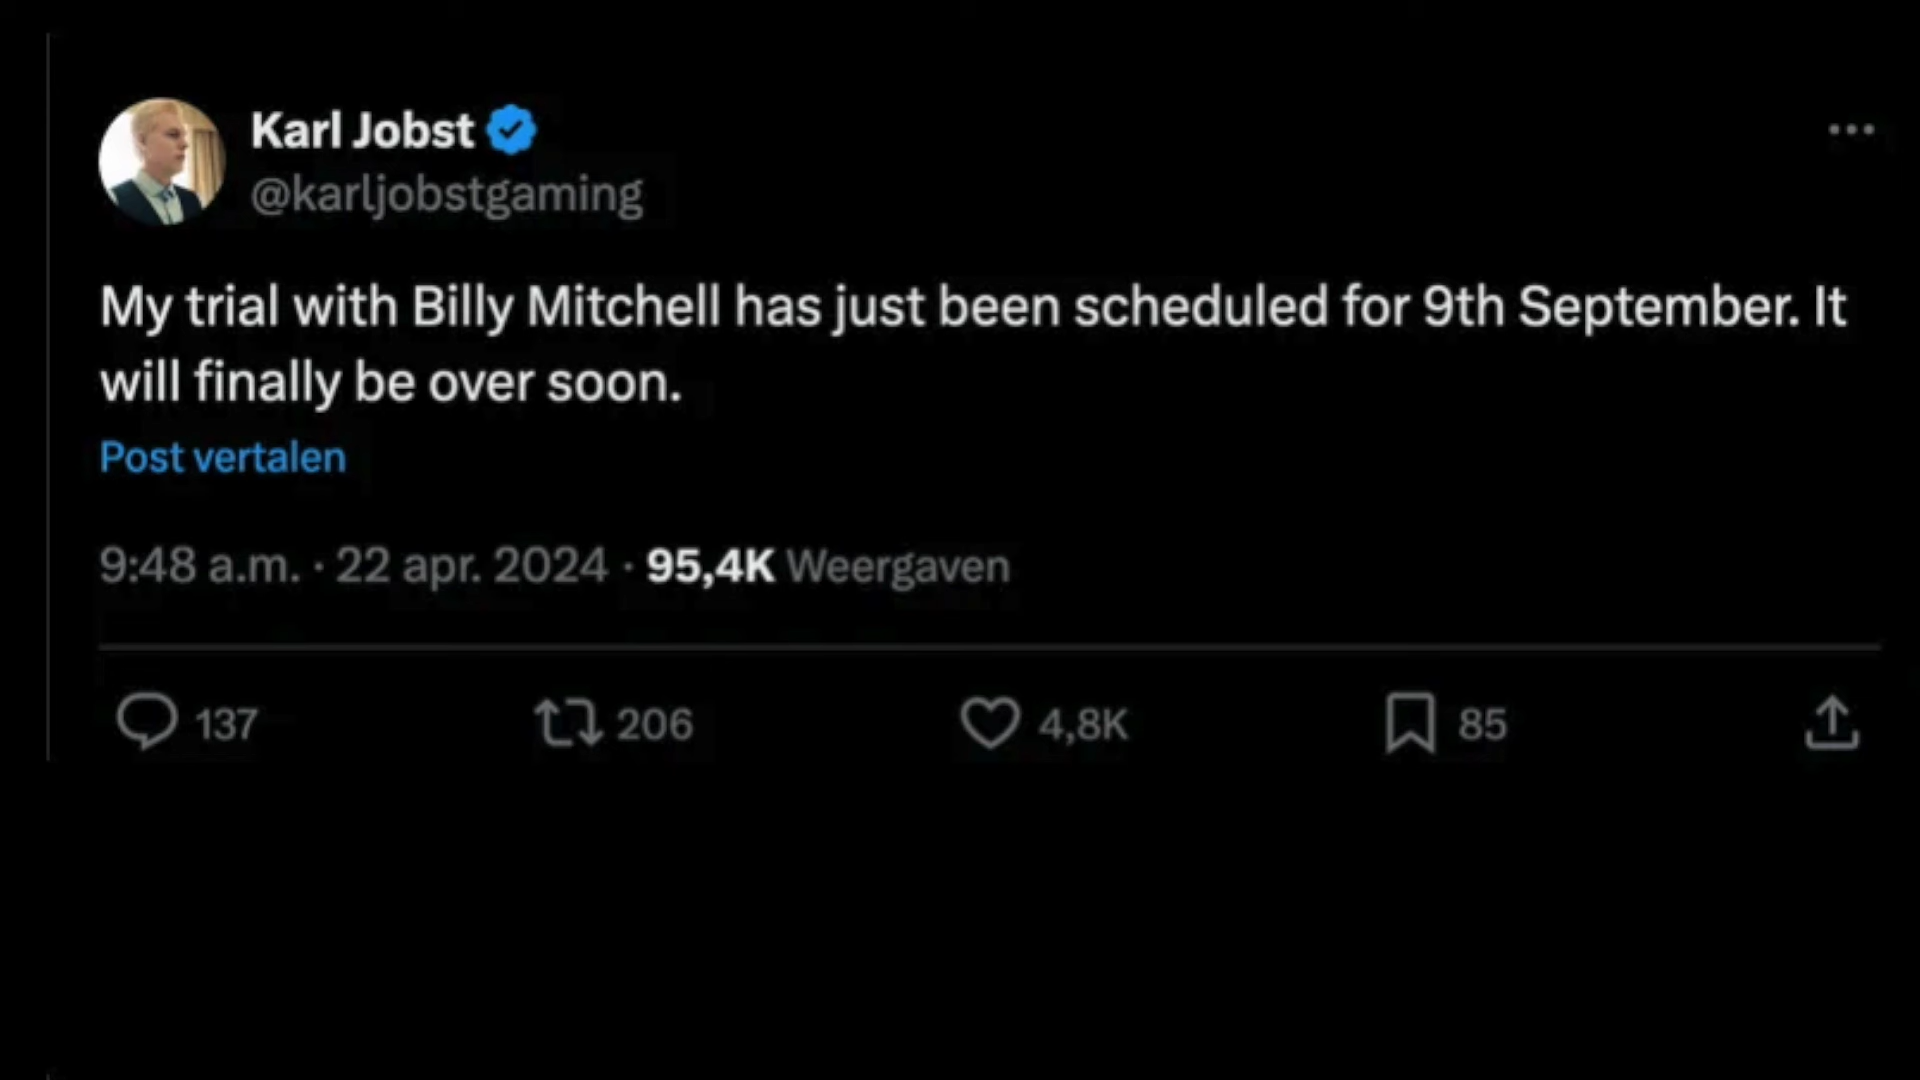 Karl Jobst
@karljobstgaming
My trial with Billy Mitchell has just been scheduled for 9th September. It
will finally be over soon.
Post vertalen
9:48 a.m. · 22 apr. 2024 · 95,4K Weergaven
137 206 4,8K 85